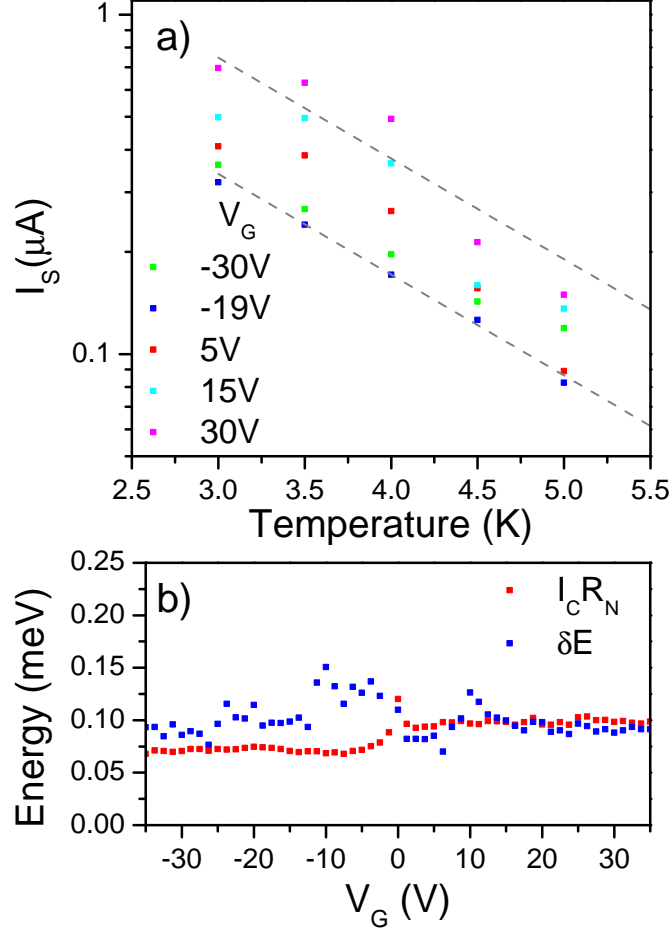 a)
1
0.1
I_S(μA)
V_G
-30V
-19V
5V
15V
30V
2.5 3.0 3.5 4.0 4.5 5.0 5.5
Temperature (K)
b)
I_CR_N
δE
0.25
0.20
0.15
0.10
0.05
0.00
Energy (meV)
-30 -20 -10 0 10 20 30
V_G (V)